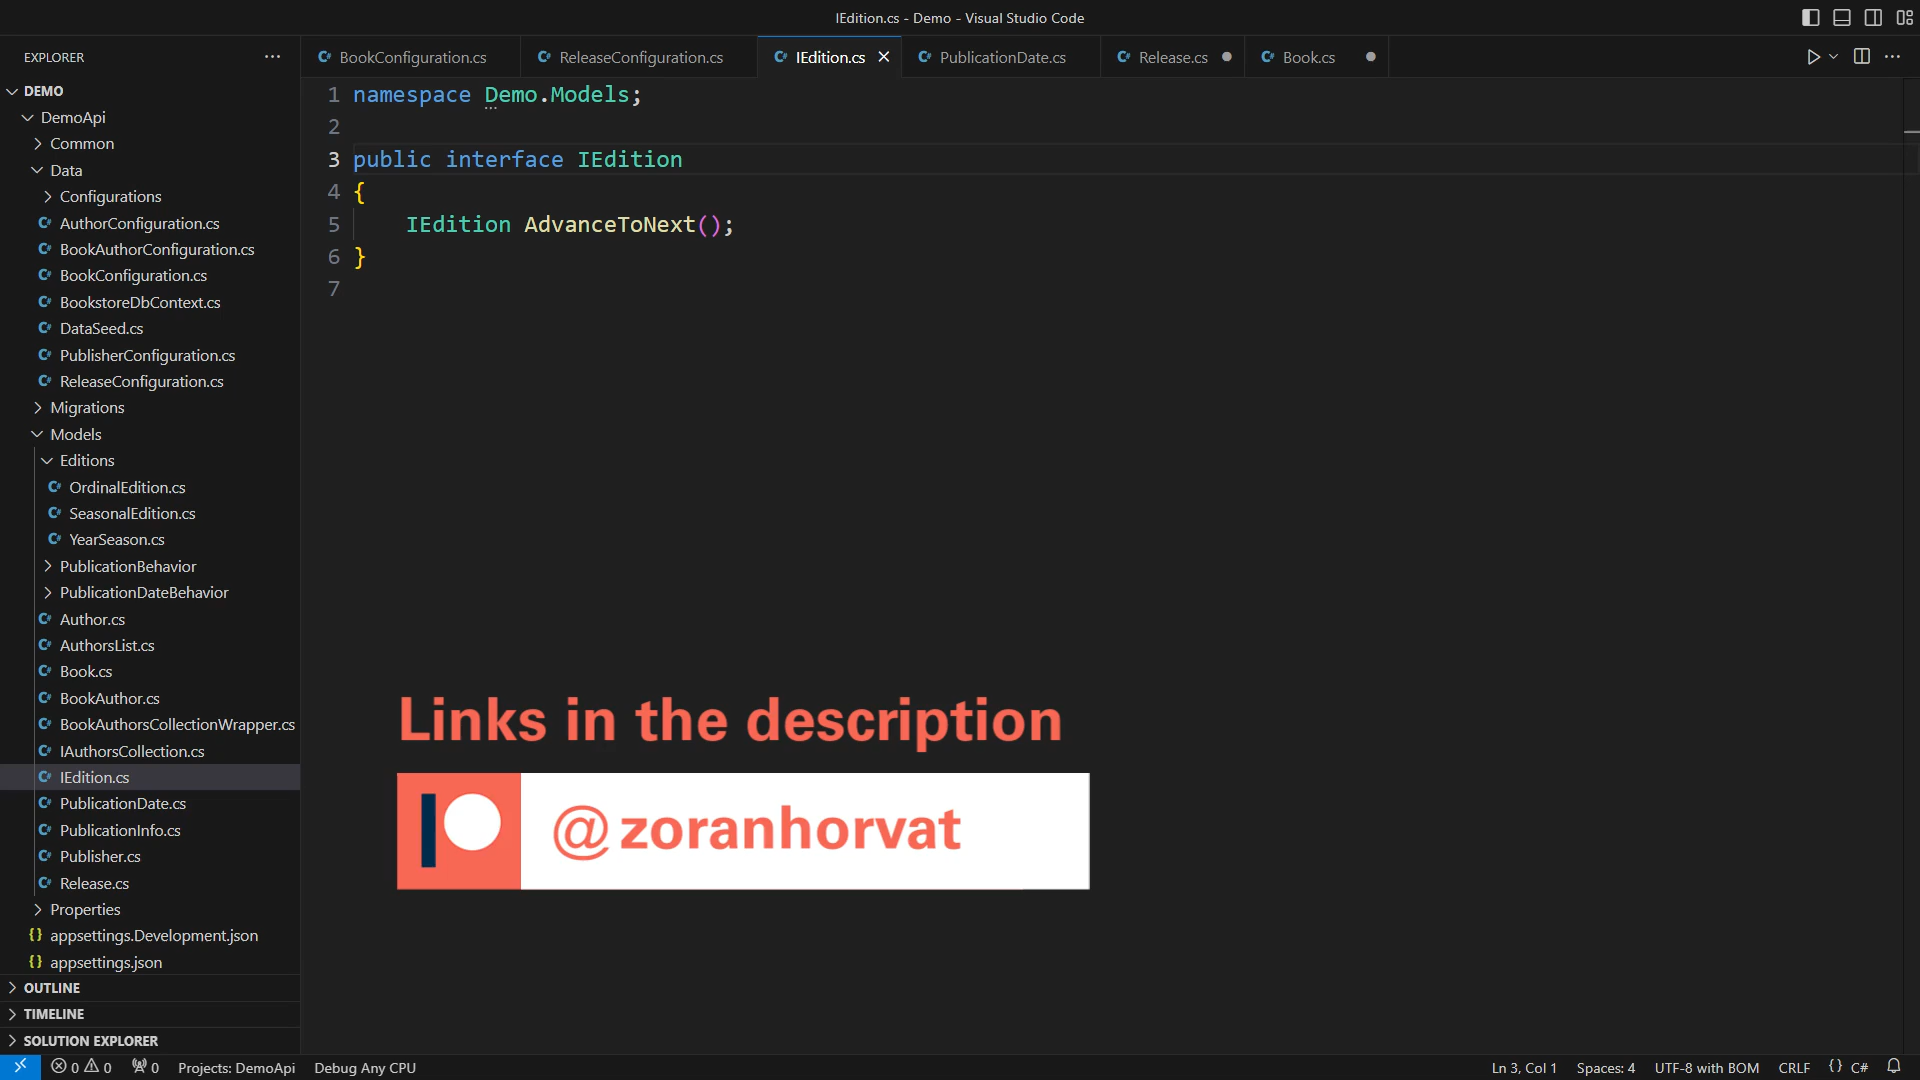 IEdition.cs - Demo - Visual Studio Code
EXPLORER
DEMO
DemoApi
Common
Data
Configurations
AuthorConfiguration.cs
BookAuthorConfiguration.cs
BookConfiguration.cs
BookstoreDbContext.cs
DataSeed.cs
PublisherConfiguration.cs
ReleaseConfiguration.cs
Migrations
Models
Editions
OrdinalEdition.cs
SeasonalEdition.cs
YearSeason.cs
PublicationBehavior
PublicationDateBehavior
Author.cs
AuthorsList.cs
Book.cs
BookAuthor.cs
BookAuthorsCollectionWrapper.cs
IAuthorsCollection.cs
IEdition.cs
PublicationDate.cs
PublicationInfo.cs
Publisher.cs
Release.cs
Properties
appsettings.Development.json
appsettings.json
OUTLINE
TIMELINE
SOLUTION EXPLORER
BookConfiguration.cs ReleaseConfiguration.cs IEdition.cs PublicationDate.cs Release.cs Book.cs
1 namespace Demo.Models;
2
3 public interface IEdition
4 {
5 IEdition AdvanceToNext();
6 }
7
Links in the description
@zoranhorvat
0 0 0 Projects: DemoApi Debug Any CPU Ln 3, Col 1 Spaces: 4 UTF-8 with BOM CRLF {} C#